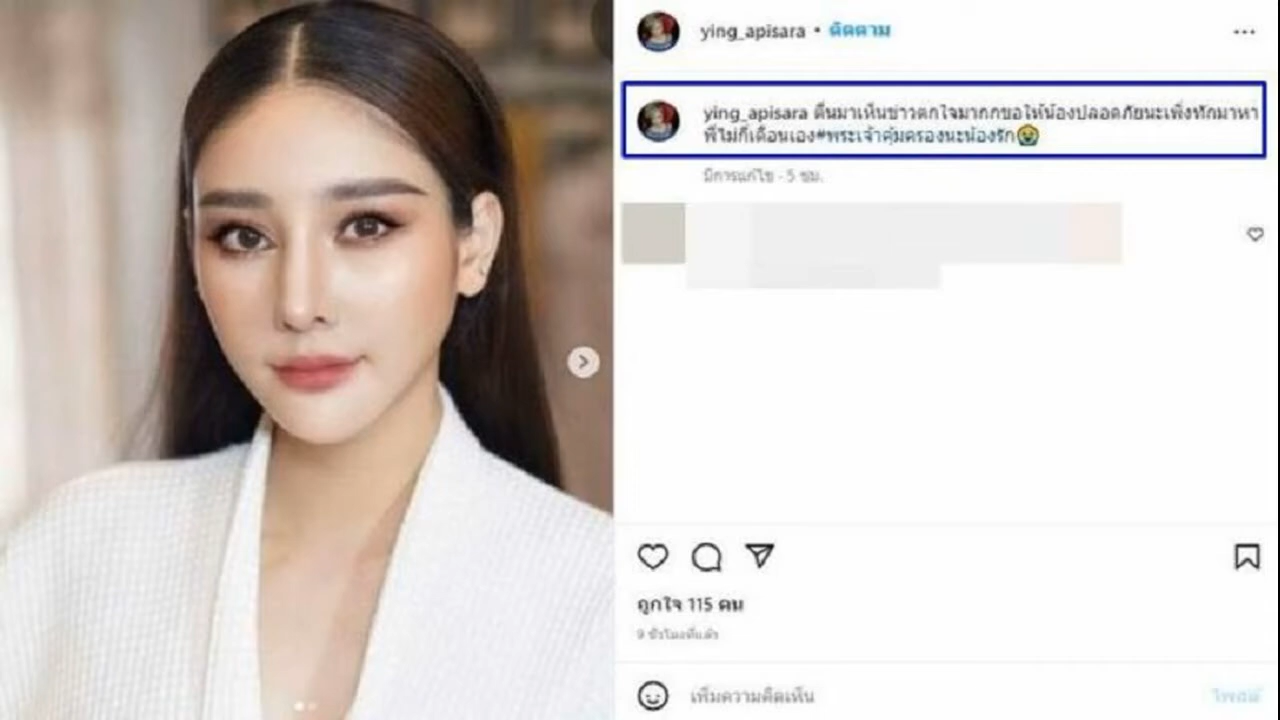 ying_apisara • ติดตาม
ying_apisara ตื่นมาเห็นข่าวตกใจมากกขอให้น้องปลอดภัยนะเพิ่งทักมาหา
พี่ไม่กี่เดือนเอง#พระเจ้าคุ้มครองนะน้องรัก😭
มีการแก้ไข · 5 ชม.
ถูกใจ 115 คน
9 ชั่วโมงที่แล้ว
เพิ่มความคิดเห็น
โพสต์